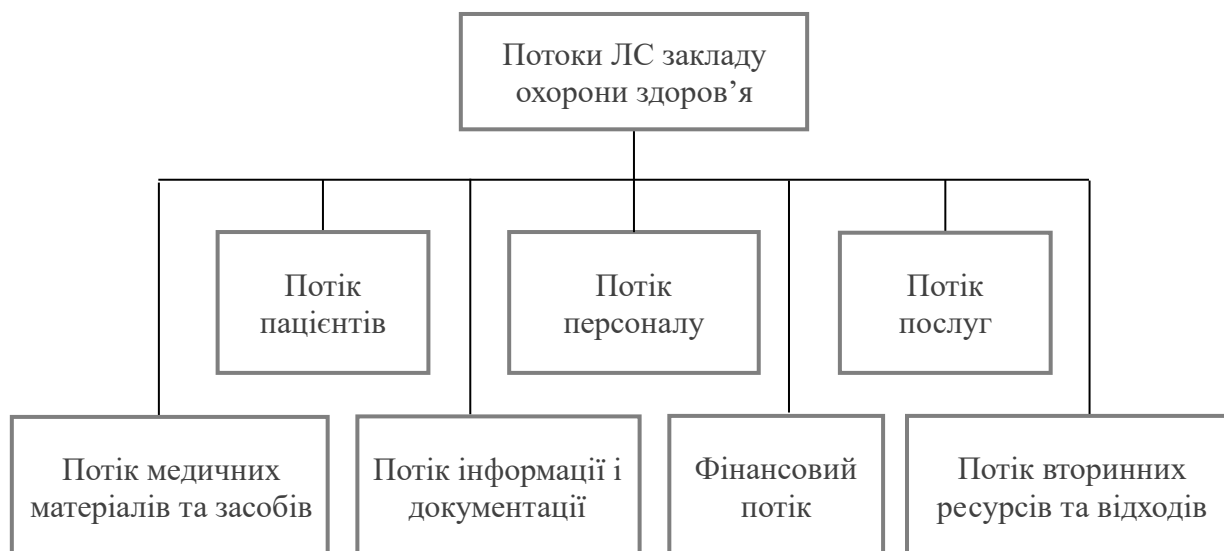 Потоки ЛС закладу
охорони здоров’я
Потік
пацієнтів
Потік
персоналу
Потік
послуг
Потік медичних
матеріалів та засобів
Потік інформації і
документації
Фінансовий
потік
Потік вторинних
ресурсів та відходів